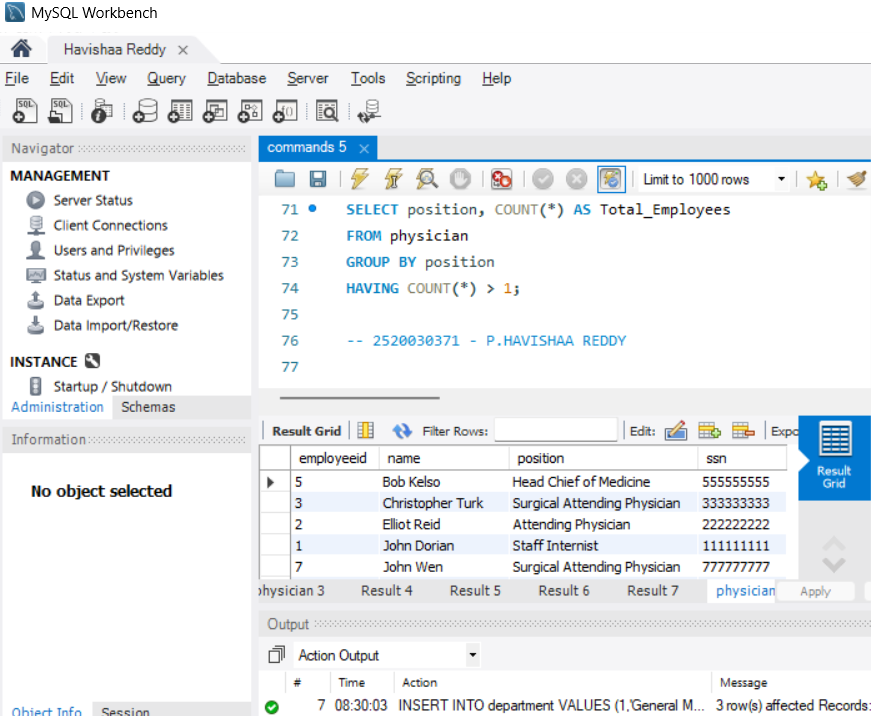 MySQL Workbench
Havishaa Reddy
File Edit View Query Database Server Tools Scripting Help
Navigator
MANAGEMENT
Server Status
Client Connections
Users and Privileges
Status and System Variables
Data Export
Data Import/Restore
INSTANCE
Startup / Shutdown
Administration Schemas
Information
No object selected
Object Info Session
commands 5
Limit to 1000 rows
71 SELECT position, COUNT(*) AS Total_Employees
72 FROM physician
73 GROUP BY position
74 HAVING COUNT(*) > 1;
75
76 -- 2520030371 - P.HAVISHAA REDDY
77
Result Grid Filter Rows: Edit: Expo
employeeid name position ssn
5 Bob Kelso Head Chief of Medicine 555555555
3 Christopher Turk Surgical Attending Physician 333333333
2 Elliot Reid Attending Physician 222222222
1 John Dorian Staff Internist 111111111
7 John Wen Surgical Attending Physician 777777777
Result Grid
physician 3 Result 4 Result 5 Result 6 Result 7 physician Apply
Output
Action Output
# Time Action Message
7 08:30:03 INSERT INTO department VALUES (1,'General M... 3 row(s) affected Records: